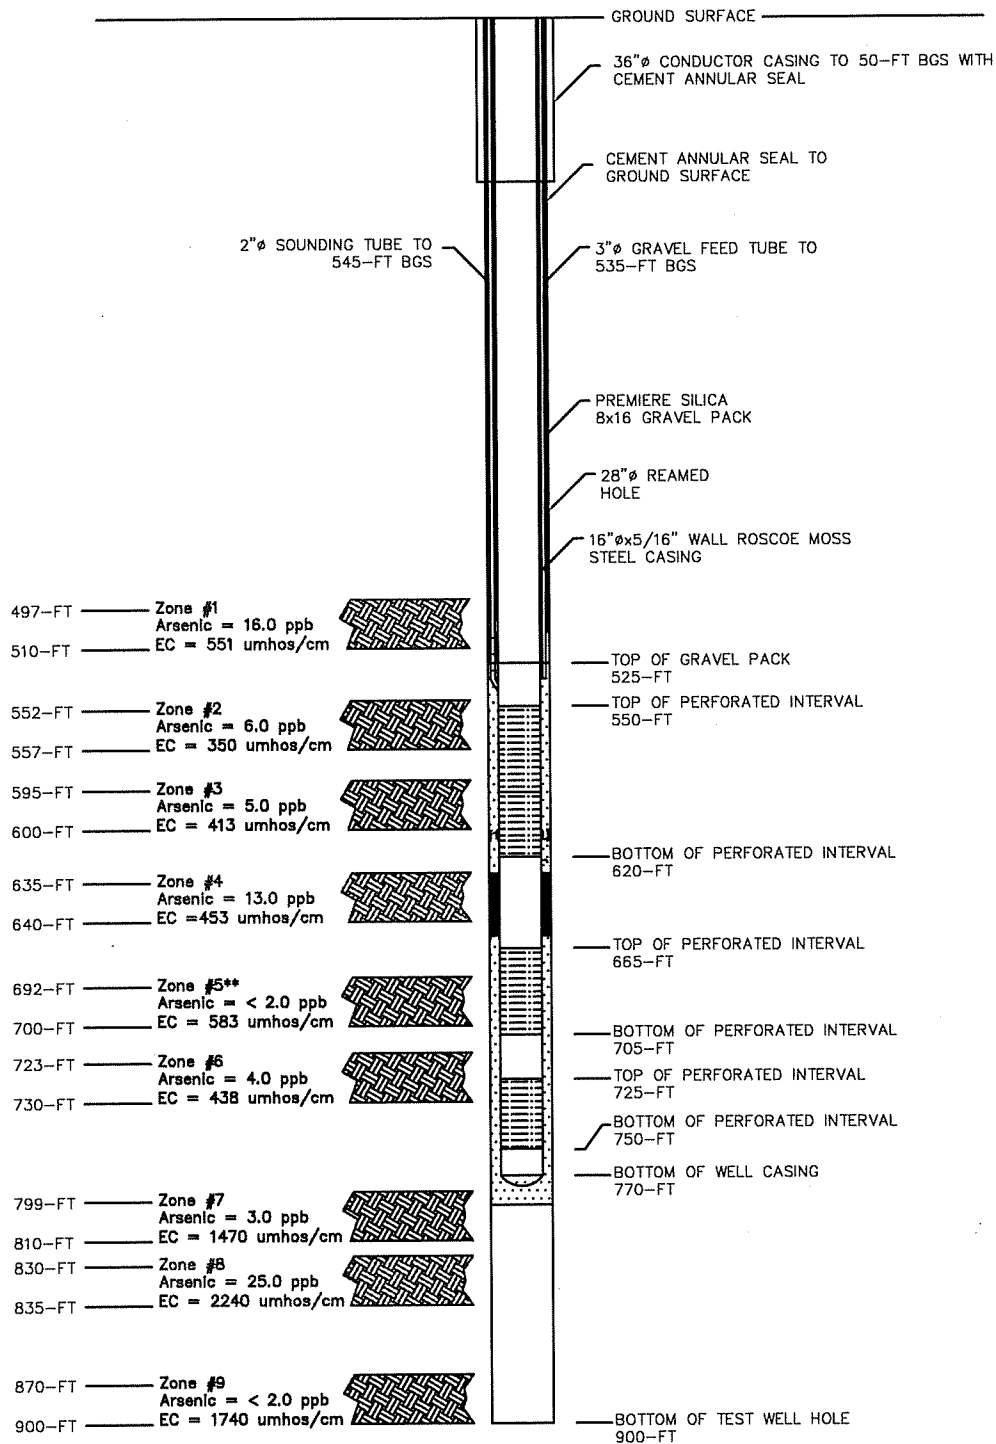 GROUND SURFACE
36"ø CONDUCTOR CASING TO 50-FT BGS WITH
CEMENT ANNULAR SEAL
CEMENT ANNULAR SEAL TO
GROUND SURFACE
2"ø SOUNDING TUBE TO
545-FT BGS
3"ø GRAVEL FEED TUBE TO
535-FT BGS
PREMIERE SILICA
8x16 GRAVEL PACK
28"ø REAMED
HOLE
16"øx5/16" WALL ROSCOE MOSS
STEEL CASING
497-FT
Zone #1
Arsenic = 16.0 ppb
510-FT
EC = 551 umhos/cm
TOP OF GRAVEL PACK
525-FT
552-FT
Zone #2
Arsenic = 6.0 ppb
557-FT
EC = 350 umhos/cm
TOP OF PERFORATED INTERVAL
550-FT
595-FT
Zone #3
Arsenic = 5.0 ppb
600-FT
EC = 413 umhos/cm
BOTTOM OF PERFORATED INTERVAL
620-FT
635-FT
Zone #4
Arsenic = 13.0 ppb
640-FT
EC =453 umhos/cm
TOP OF PERFORATED INTERVAL
665-FT
692-FT
Zone #5**
Arsenic = < 2.0 ppb
700-FT
EC = 583 umhos/cm
BOTTOM OF PERFORATED INTERVAL
705-FT
723-FT
Zone #6
Arsenic = 4.0 ppb
730-FT
EC = 438 umhos/cm
TOP OF PERFORATED INTERVAL
725-FT
BOTTOM OF PERFORATED INTERVAL
750-FT
BOTTOM OF WELL CASING
770-FT
799-FT
Zone #7
Arsenic = 3.0 ppb
810-FT
EC = 1470 umhos/cm
830-FT
Zone #8
Arsenic = 25.0 ppb
835-FT
EC = 2240 umhos/cm
870-FT
Zone #9
Arsenic = < 2.0 ppb
900-FT
EC = 1740 umhos/cm
BOTTOM OF TEST WELL HOLE
900-FT